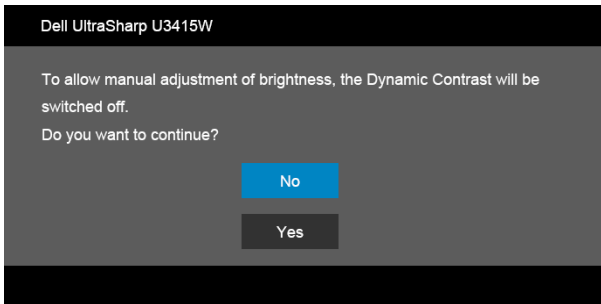 Dell UltraSharp U3415W
To allow manual adjustment of brightness, the Dynamic Contrast will be
switched off.
Do you want to continue?
No
Yes